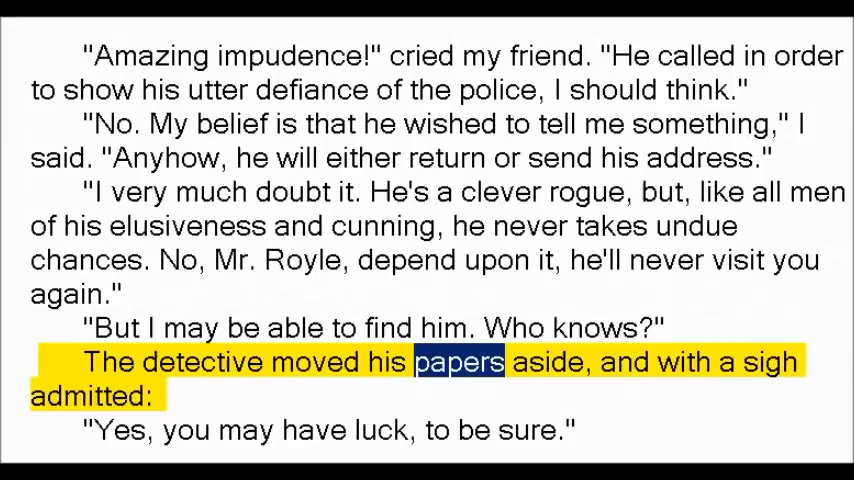 "Amazing impudence!" cried my friend. "He called in order
to show his utter defiance of the police, I should think."
"No. My belief is that he wished to tell me something," I
said. "Anyhow, he will either return or send his address."
"I very much doubt it. He's a clever rogue, but, like all men
of his elusiveness and cunning, he never takes undue
chances. No, Mr. Royle, depend upon it, he'll never visit you
again."
"But I may be able to find him. Who knows?"
The detective moved his papers aside, and with a sigh
admitted:
"Yes, you may have luck, to be sure."